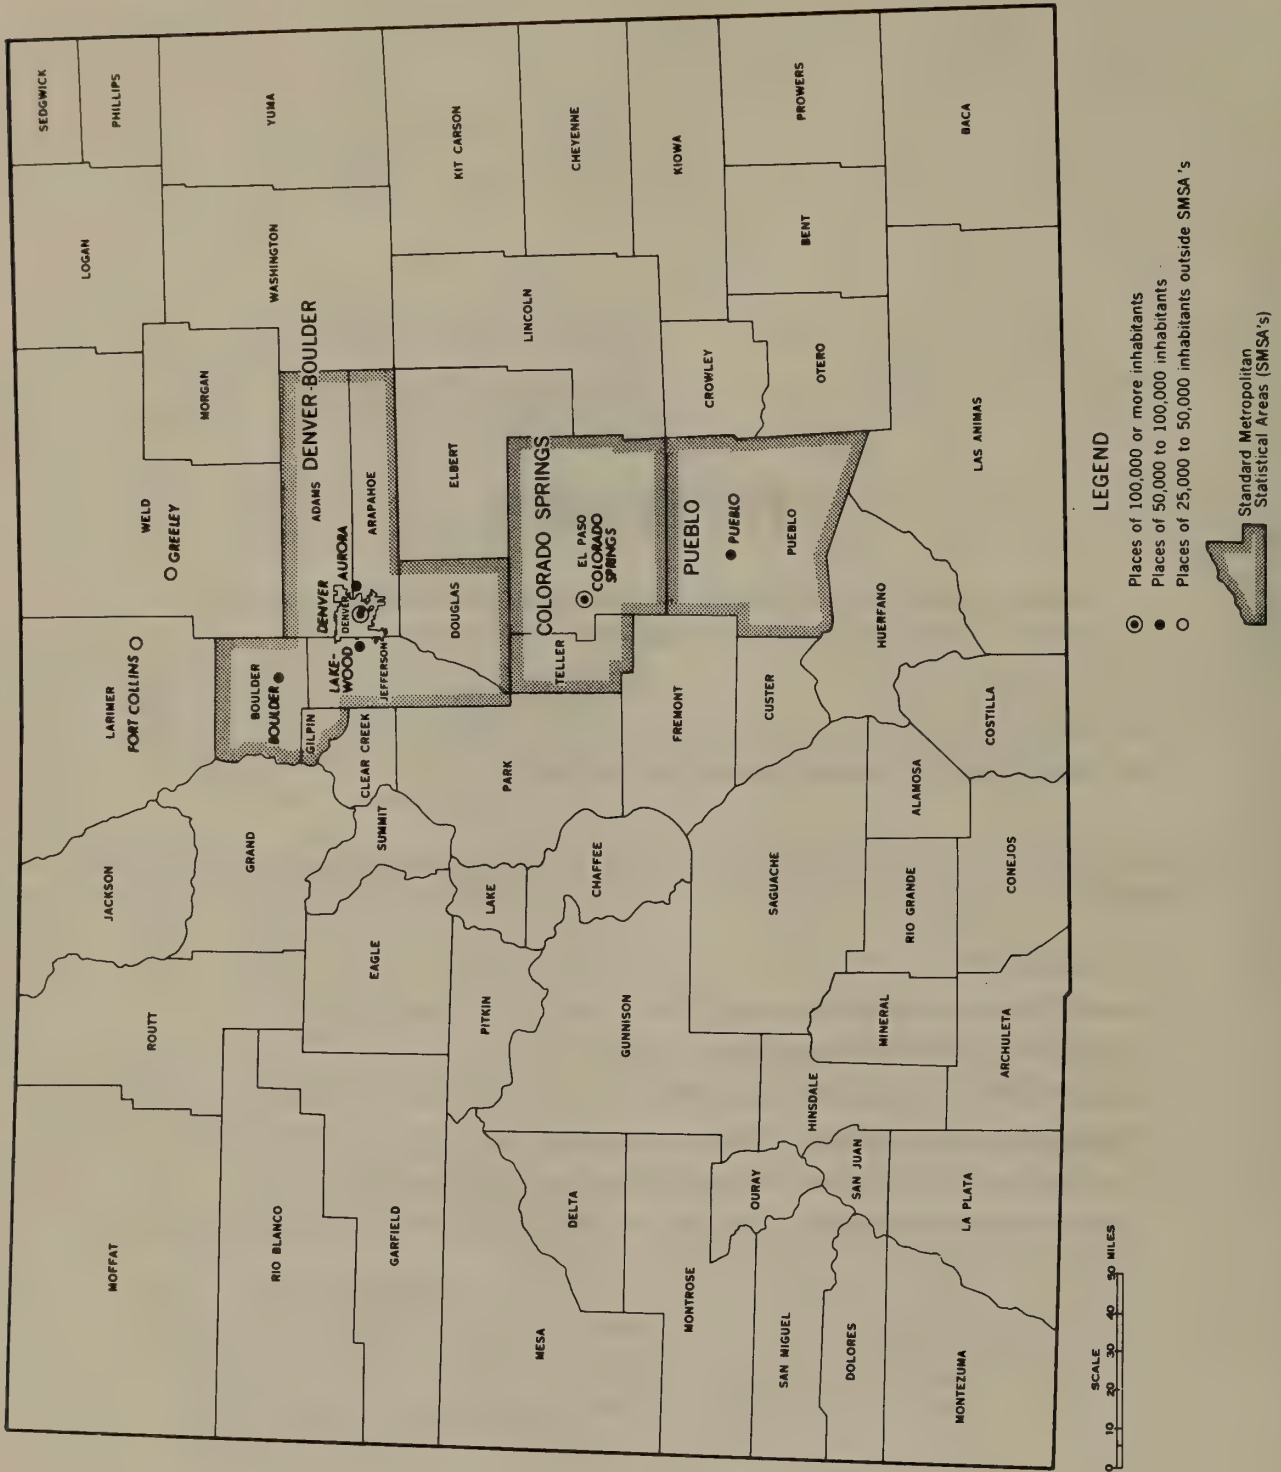 MOFFAT
ROUTT
JACKSON
LARIMER
FORT COLLINS
WELD
GREELEY
LOGAN
SEDGWICK
PHILLIPS
RIO BLANCO
GRAND
BOULDER
BOULDER
MORGAN
WASHINGTON
YUMA
GARFIELD
EAGLE
SUMMIT
CLEAR CREEK
GILPIN
LAKE-
WOOD
JEFFERSON
DENVER
DENVER
AURORA
ADAMS
DENVER-BOULDER
ARAPAHOE
MESA
DELTA
PITKIN
LAKE
PARK
DOUGLAS
ELBERT
LINCOLN
KIT CARSON
GUNNISON
CHAFFEE
TELLER
COLORADO SPRINGS
EL PASO
COLORADO
SPRINGS
CHEYENNE
MONTROSE
OURAY
SAGUACHE
FREMONT
CUSTER
PUEBLO
PUEBLO
PUEBLO
CROWLEY
KIOWA
SAN MIGUEL
DOLORES
SAN JUAN
HINSDALE
MINERAL
RIO GRANDE
ALAMOSA
HUERFANO
OTERO
BENT
PROWERS
MONTEZUMA
LA PLATA
ARCHULETA
CONEJOS
COSTILLA
LAS ANIMAS
BACA
SCALE
0 10 20 30 40 50 MILES
LEGEND
Places of 100,000 or more inhabitants
Places of 50,000 to 100,000 inhabitants
Places of 25,000 to 50,000 inhabitants outside SMSA's
Standard Metropolitan
Statistical Areas (SMSA's)